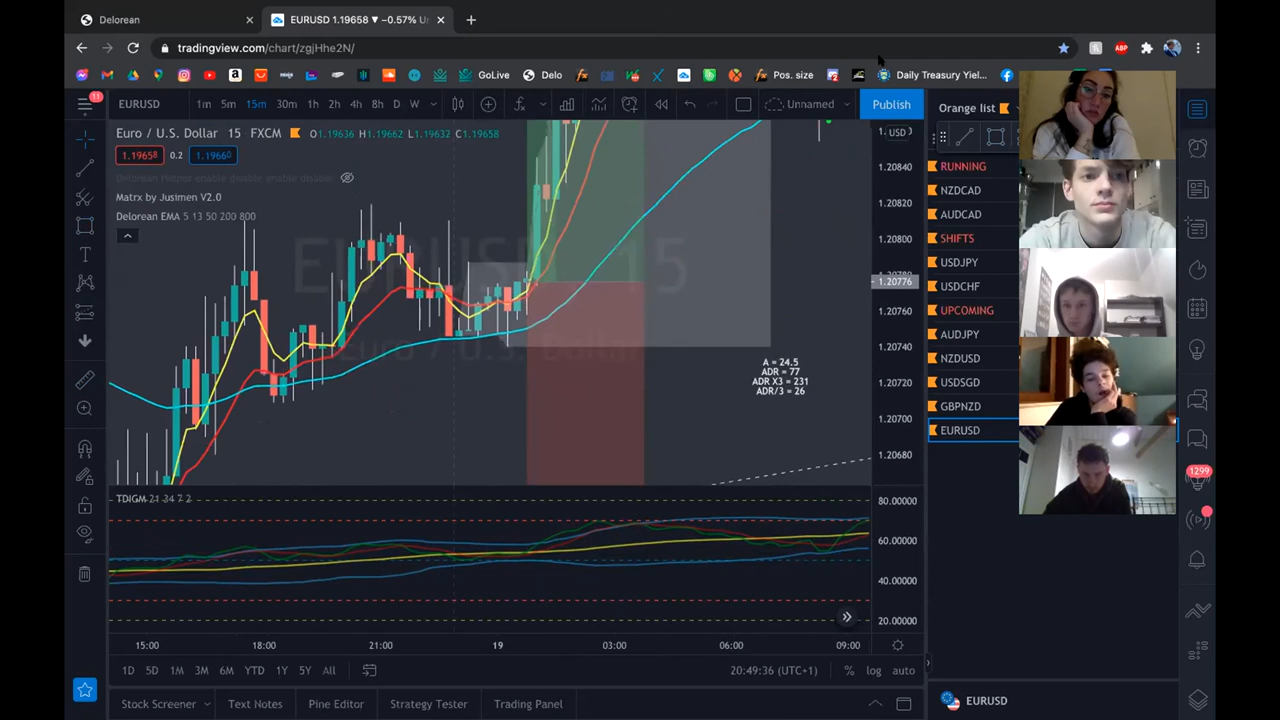 Delorean
EURUSD 1.19658 ▼ −0.57% Un
tradingview.com/chart/zgjHhe2N/
ABP
GoLive
Delo
Pos. size
Daily Treasury Yiel...
13
EURUSD
1m 5m 15m 30m 1h 2h 4h 8h D W
Unnamed
Publish
Orange list
Euro / U.S. Dollar 15 FXCM
O1.19636 H1.19662 L1.19632 C1.19658
USD
1.19658 0.2 1.19660
Matrx by Jusimen V2.0
Delorean EMA 5 13 50 200 800
EURUSD 15
Euro / U.S. Dollar
1.20840
1.20820
1.20800
1.20776
1.20760
1.20740
1.20720
1.20700
1.20680
A = 24.5
ADR = 77
ADR X3 = 231
ADR/3 = 26
RUNNING
NZDCAD
AUDCAD
SHIFTS
USDJPY
USDCHF
UPCOMING
AUDJPY
NZDUSD
USDSGD
GBPNZD
EURUSD
1299
TDIGM 21 34 7 2
80.00000
60.00000
40.00000
20.00000
15:00 18:00 21:00 19 03:00 06:00 09:00
1D 5D 1M 3M 6M YTD 1Y 5Y All
20:49:36 (UTC+1)
% log auto
Stock Screener Text Notes Pine Editor Strategy Tester Trading Panel
EURUSD